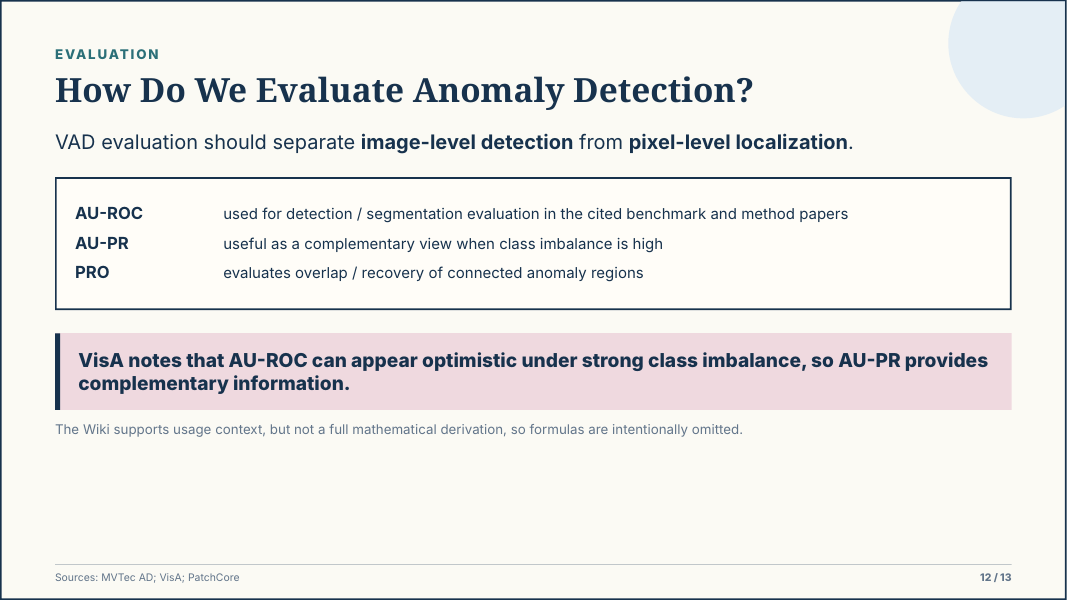 EVALUATION
How Do We Evaluate Anomaly Detection?
VAD evaluation should separate image-level detection from pixel-level localization.
AU-ROC used for detection / segmentation evaluation in the cited benchmark and method papers
AU-PR useful as a complementary view when class imbalance is high
PRO evaluates overlap / recovery of connected anomaly regions
VisA notes that AU-ROC can appear optimistic under strong class imbalance, so AU-PR provides
complementary information.
The Wiki supports usage context, but not a full mathematical derivation, so formulas are intentionally omitted.
Sources: MVTec AD; VisA; PatchCore
12 / 13